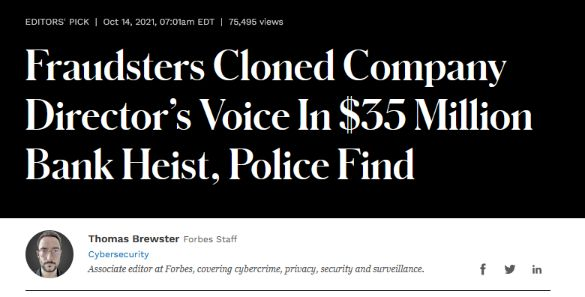 EDITORS' PICK | Oct 14, 2021, 07:01am EDT | 75,495 views
Fraudsters Cloned Company
Director's Voice In $35 Million
Bank Heist, Police Find
Thomas Brewster Forbes Staff
Cybersecurity
Associate editor at Forbes, covering cybercrime, privacy, security and surveillance.